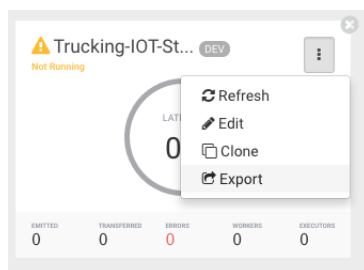 Trucking-IOT-St... DEV
Not Running
Refresh
Edit
Clone
Export
LAT
0
EMITTED TRANSFERRED ERRORS WORKERS EXECUTORS
0 0 0 0 0